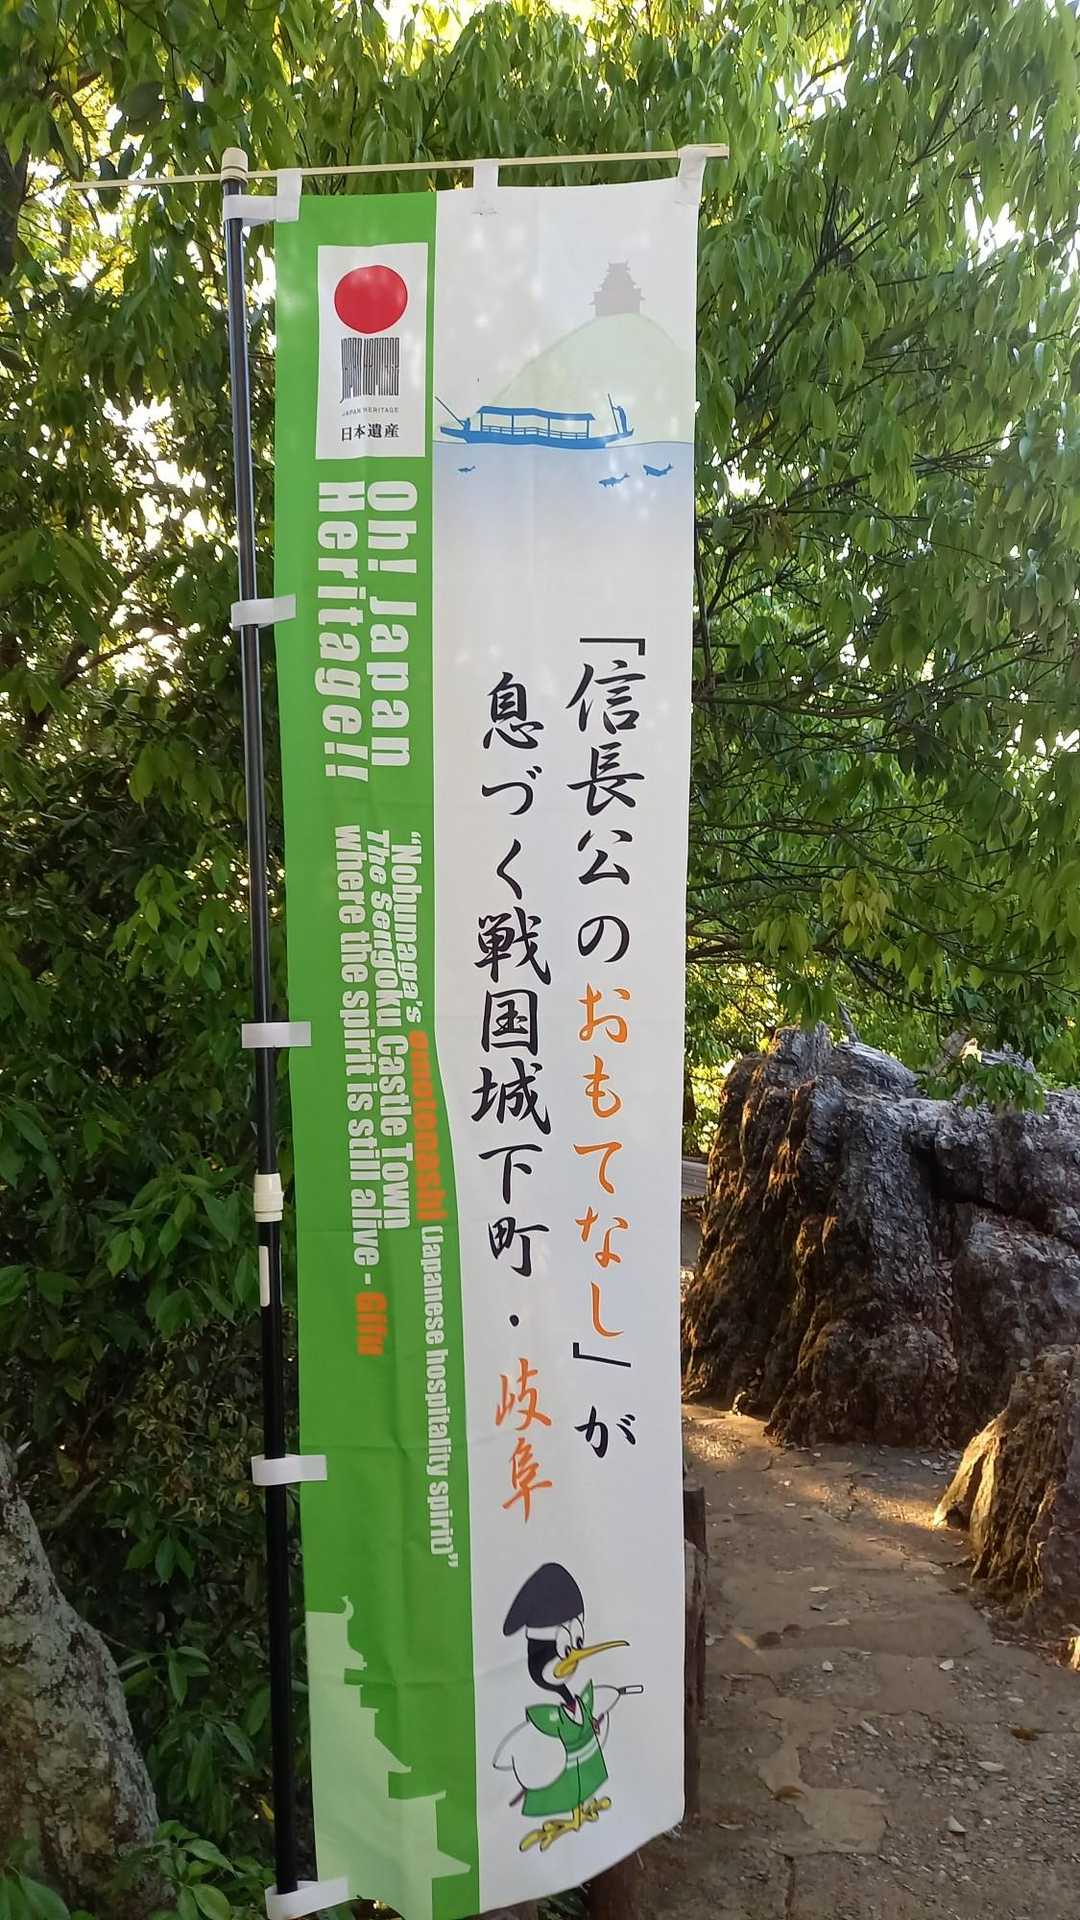 JAPAN HERITAGE
JAPAN HERITAGE
日本遺産
Oh! Japan
Heritage!!
"Nobunaga's omotenashi (Japanese hospitality spirit)"
The Sengoku Castle Town
where the spirit is still alive - Gifu
「信長公のおもてなし」が
息づく戦国城下町・岐阜